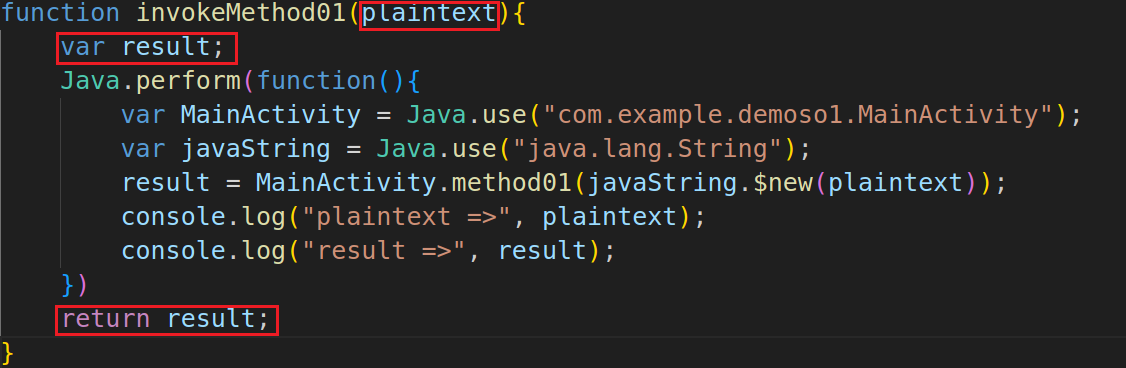 function invokeMethod01(plaintext){
    var result;
    Java.perform(function(){
        var MainActivity = Java.use("com.example.demoso1.MainActivity");
        var javaString = Java.use("java.lang.String");
        result = MainActivity.method01(javaString.$new(plaintext));
        console.log("plaintext =>", plaintext);
        console.log("result =>", result);
    })
    return result;
}